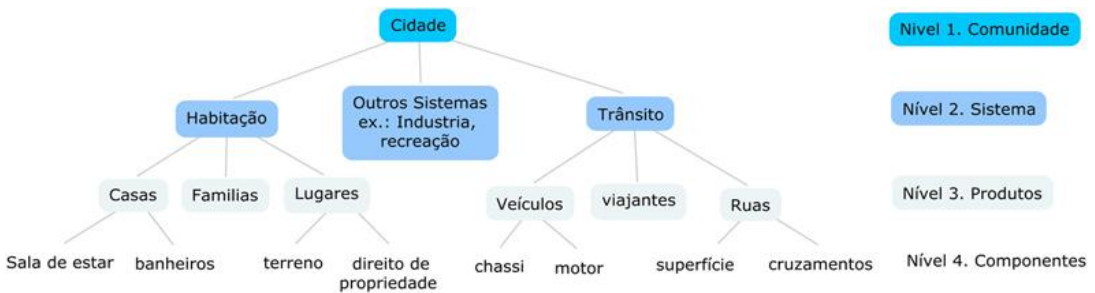 Cidade
Nivel 1. Comunidade
Habitação
Outros Sistemas
ex.: Industria,
recreação
Trânsito
Nível 2. Sistema
Casas
Familias
Lugares
Veículos
viajantes
Ruas
Nível 3. Produtos
Sala de estar
banheiros
terreno
direito de
propriedade
chassi
motor
superfície
cruzamentos
Nível 4. Componentes